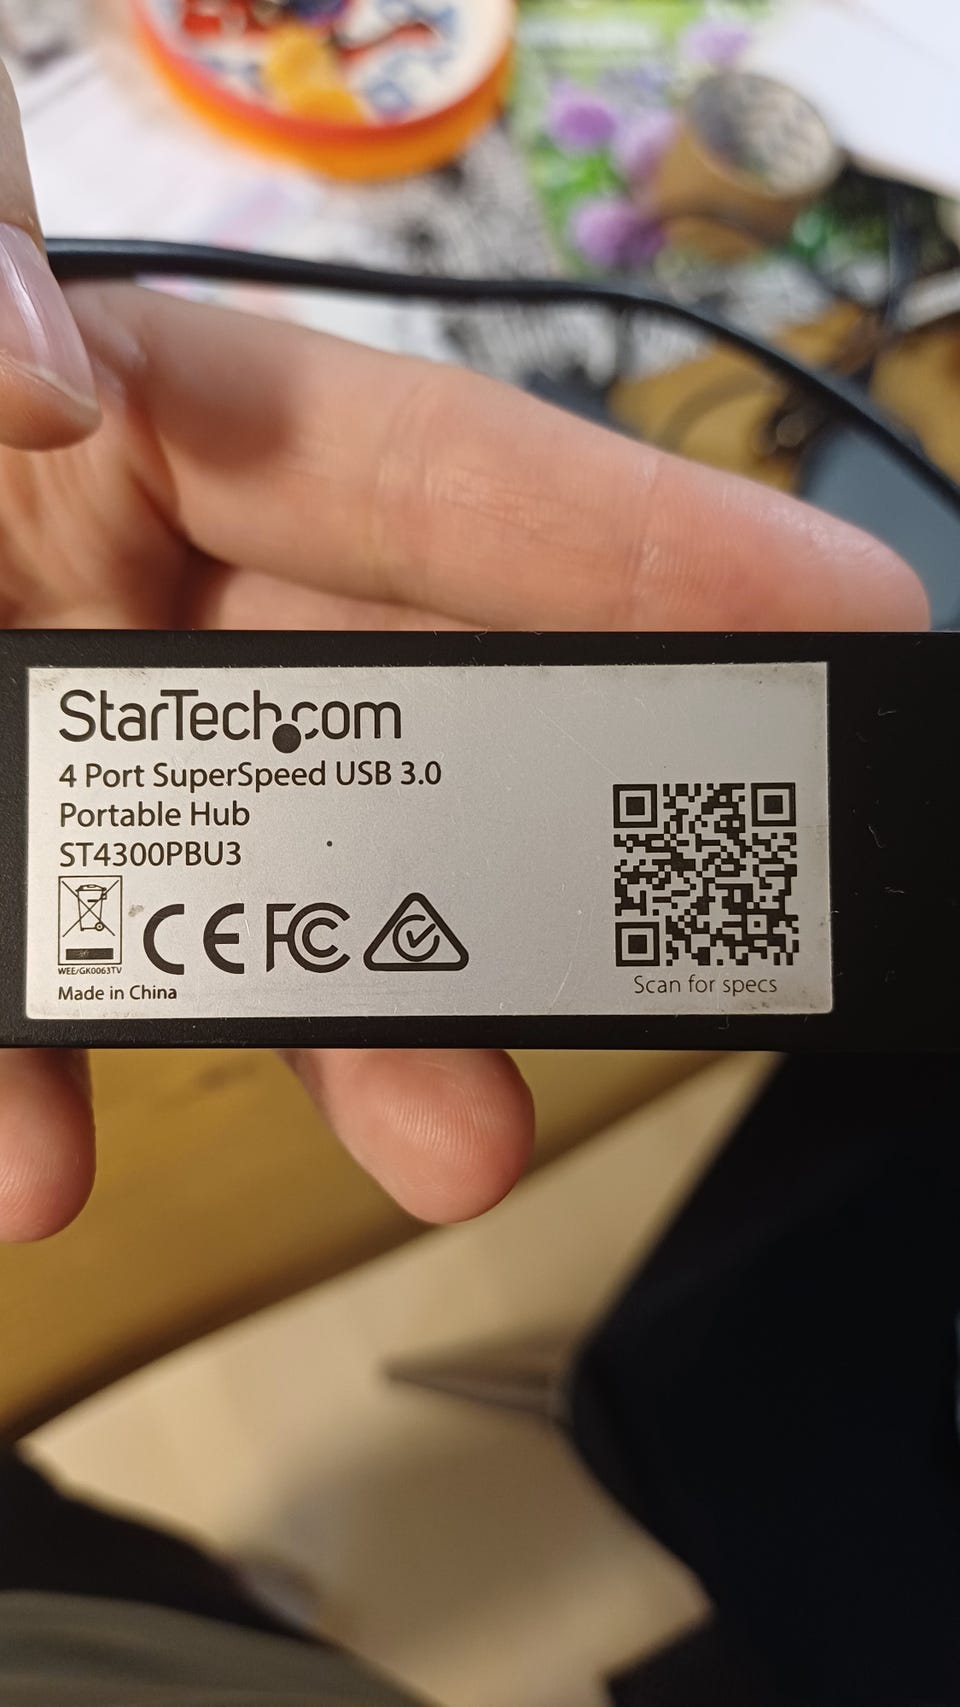 StarTech.com
4 Port SuperSpeed USB 3.0
Portable Hub
ST4300PBU3
CE FC
WEE/GK0063TV
Made in China
Scan for specs